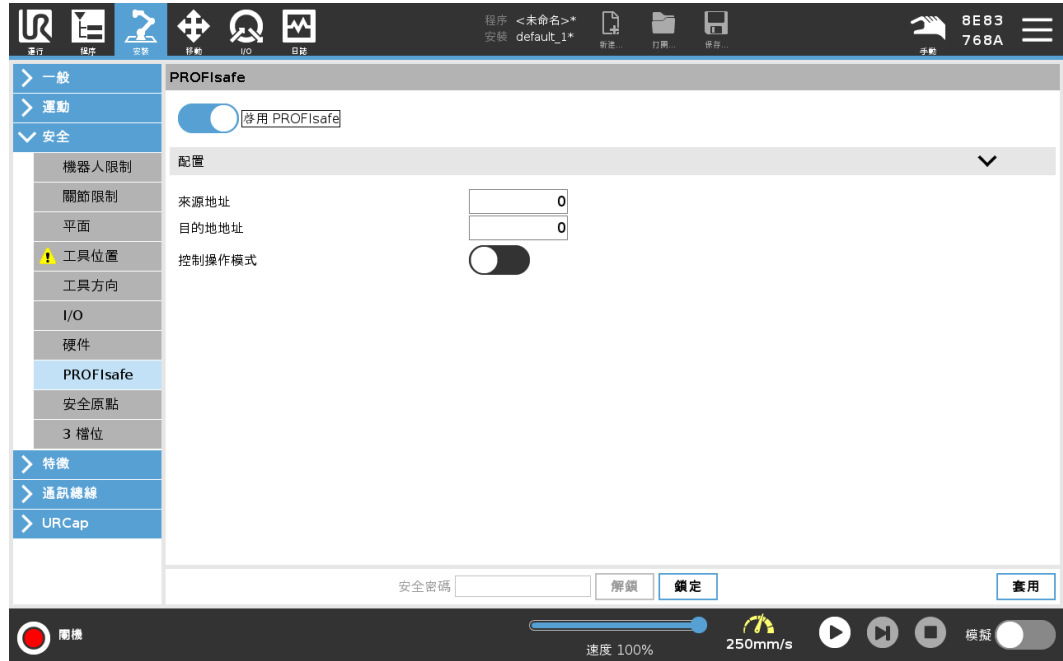 UR
運行
程序
安裝
移動
I/O
日誌
程序 <未命名>*
安裝 default_1*
新建...
打開...
保存...
手動
8E83
768A
一般
運動
安全
機器人限制
關節限制
平面
工具位置
工具方向
I/O
硬件
PROFIsafe
安全原點
3 檔位
特徵
通訊總線
URCap
PROFIsafe
啓用 PROFIsafe
配置
來源地址 0
目的地地址 0
控制操作模式
安全密碼 解鎖 鎖定 套用
關機
速度 100%
250mm/s
模擬